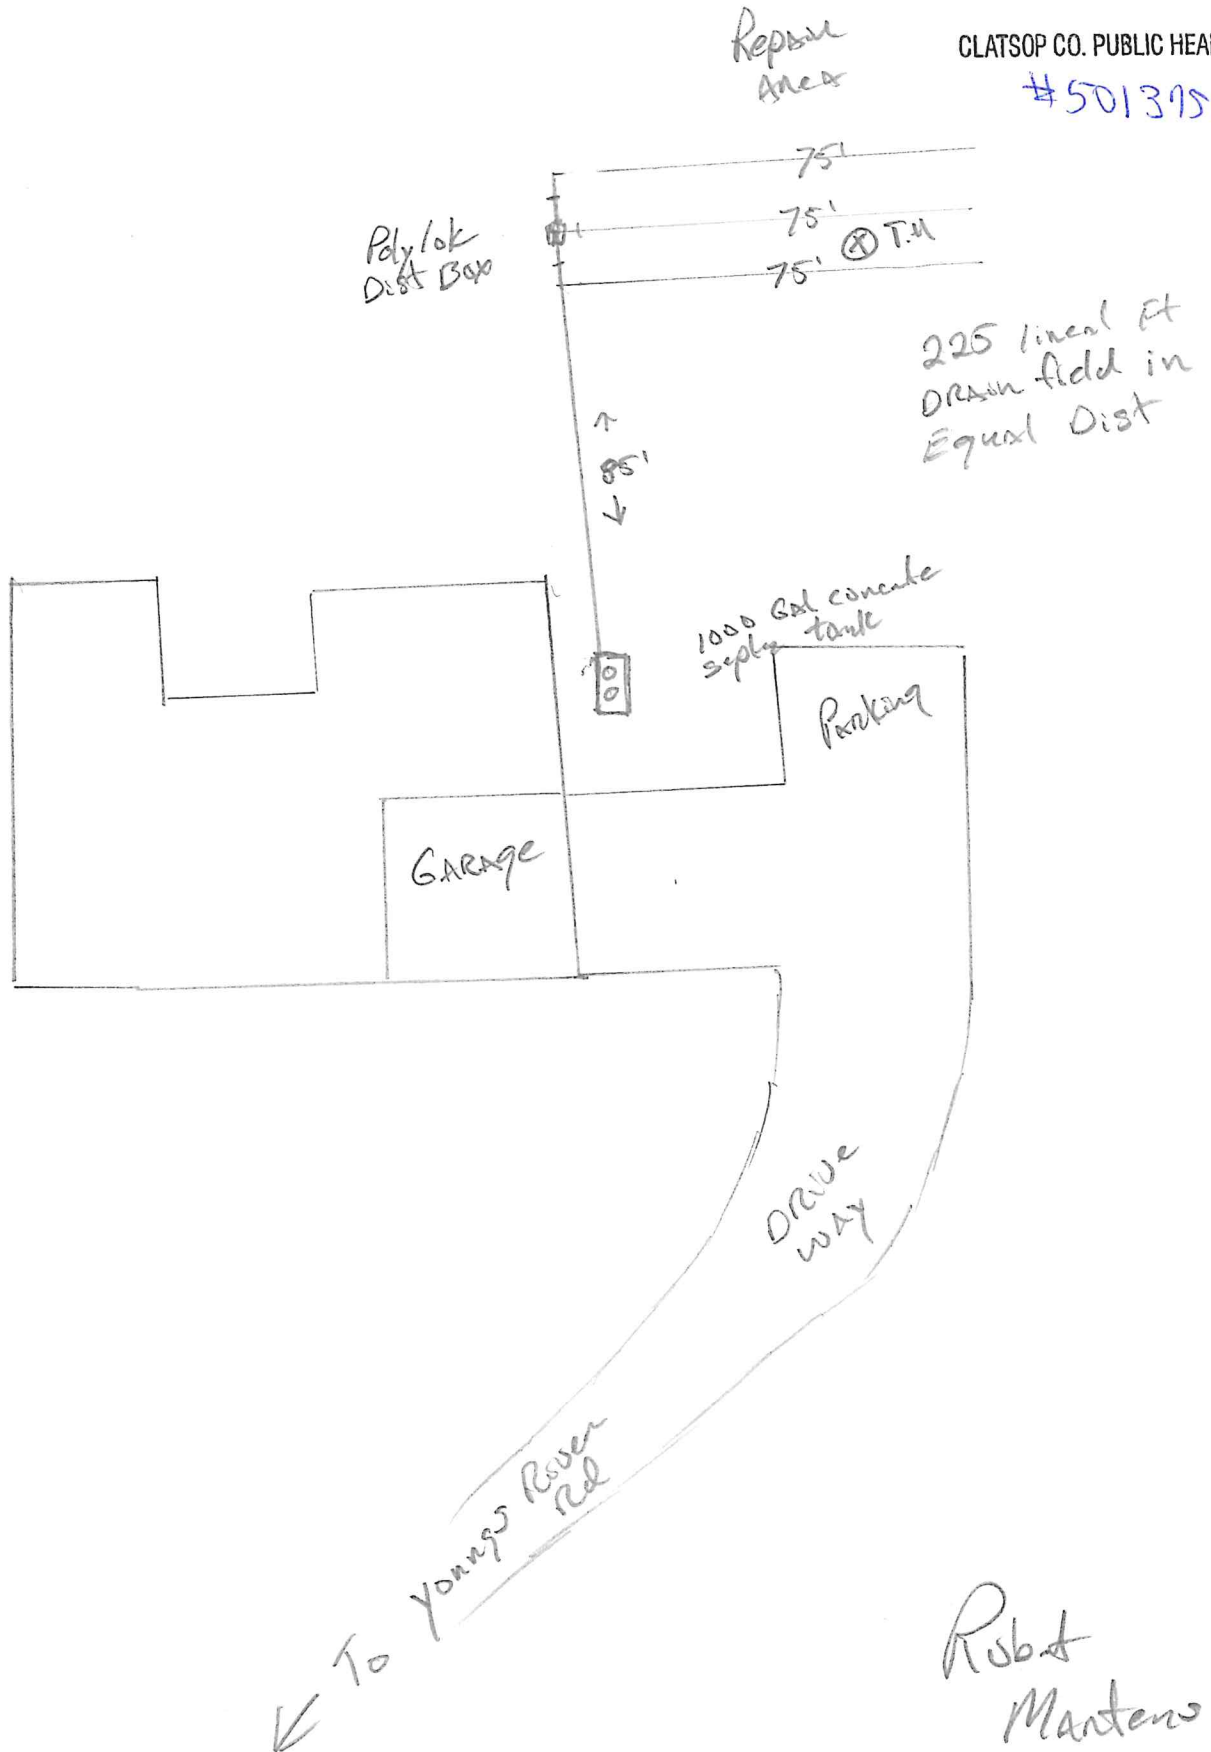 Repair
Area
CLATSOP CO. PUBLIC HEA
#501395
75'
75'
⊗ T.H
75'
Polylok
Dist Box
225 lineal Ft
DRAIN field in
Equal Dist
↑
85'
↓
1000 Gal concrete
septic tank
Parking
GARAge
DRIVe
WAY
Youngs River
Rd
To
Robert
Martens